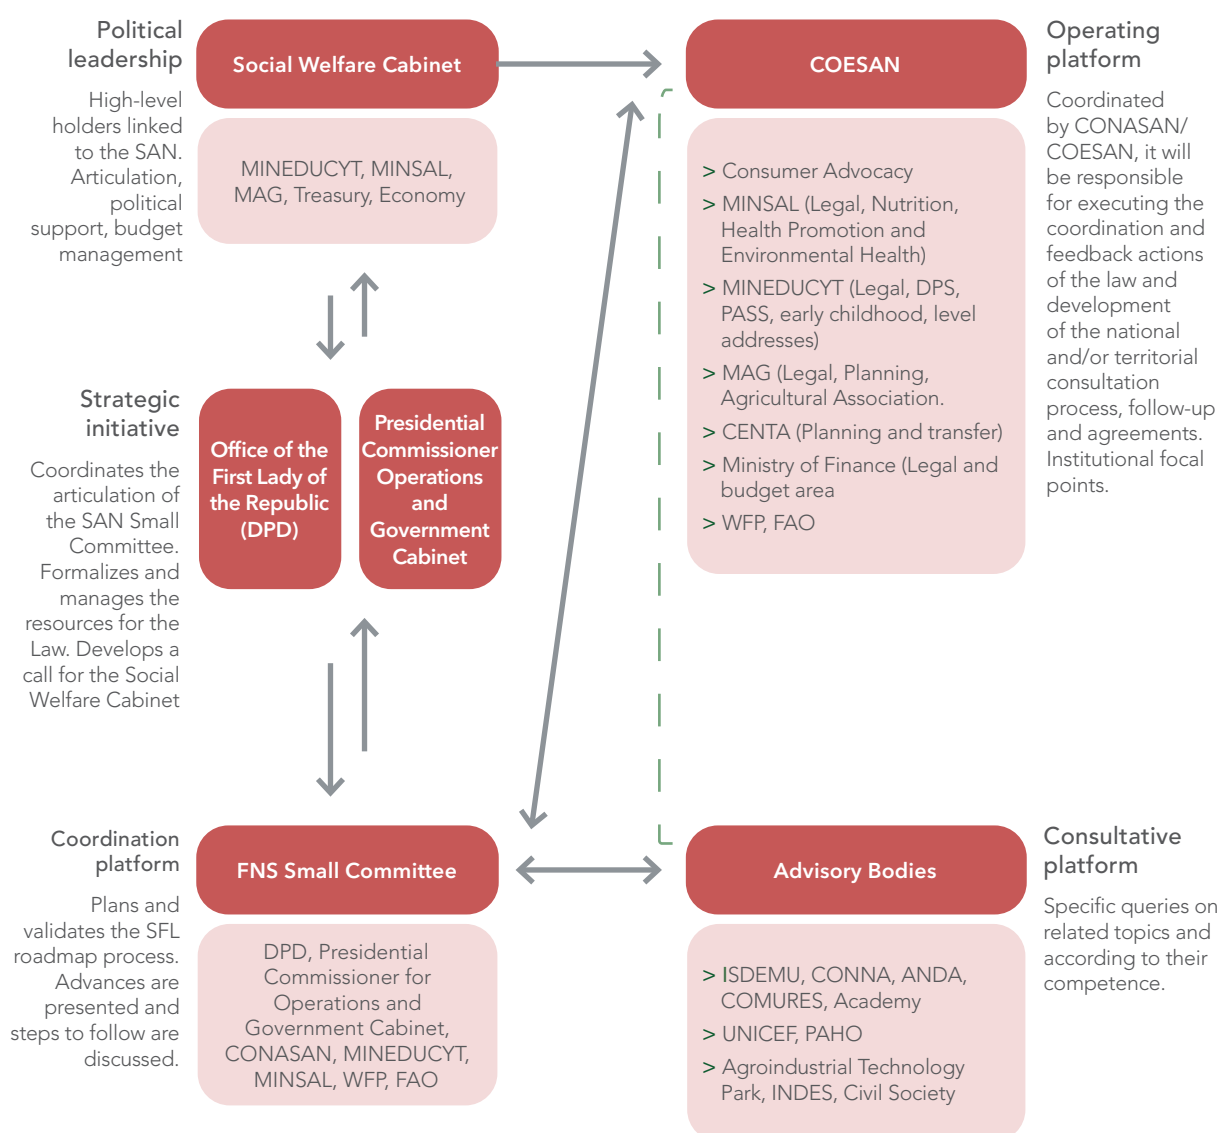 Political
leadership
High-level
holders linked
to the SAN.
Articulation,
political
support, budget
management
Social Welfare Cabinet
MINEDUCYT, MINSAL,
MAG, Treasury, Economy
COESAN
> Consumer Advocacy
> MINSAL (Legal, Nutrition,
Health Promotion and
Environmental Health)
> MINEDUCYT (Legal, DPS,
PASS, early childhood, level
addresses)
> MAG (Legal, Planning,
Agricultural Association.
> CENTA (Planning and transfer)
> Ministry of Finance (Legal and
budget area
> WFP, FAO
Operating
platform
Coordinated
by CONASAN/
COESAN, it will
be responsible
for executing the
coordination and
feedback actions
of the law and
development
of the national
and/or territorial
consultation
process, follow-up
and agreements.
Institutional focal
points.
Strategic
initiative
Coordinates the
articulation of
the SAN Small
Committee.
Formalizes and
manages the
resources for the
Law. Develops a
call for the Social
Welfare Cabinet
Office of the
First Lady of
the Republic
(DPD)
Presidential
Commissioner
Operations
and
Government
Cabinet
Coordination
platform
Plans and
validates the SFL
roadmap process.
Advances are
presented and
steps to follow are
discussed.
FNS Small Committee
DPD, Presidential
Commissioner for
Operations and
Government Cabinet,
CONASAN, MINEDUCYT,
MINSAL, WFP, FAO
Advisory Bodies
> ISDEMU, CONNA, ANDA,
COMURES, Academy
> UNICEF, PAHO
> Agroindustrial Technology
Park, INDES, Civil Society
Consultative
platform
Specific queries on
related topics and
according to their
competence.